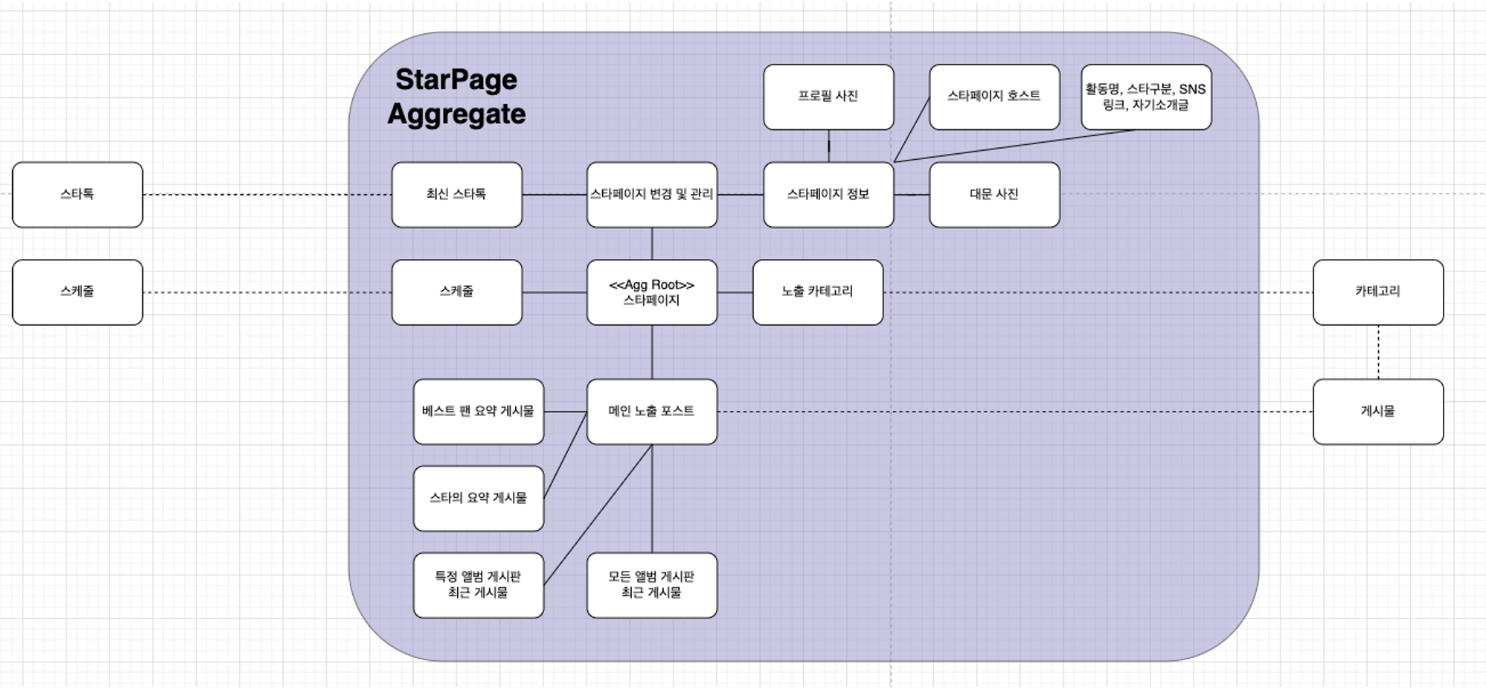 StarPage
Aggregate
프로필 사진
스타페이지 호스트
활동명, 스타구분, SNS
링크, 자기소개글
스타톡
최신 스타톡
스타페이지 변경 및 관리
스타페이지 정보
대문 사진
스케줄
스케줄
<<Agg Root>>
스타페이지
노출 카테고리
카테고리
베스트 팬 요약 게시물
메인 노출 포스트
게시물
스타의 요약 게시물
특정 앨범 게시판
최근 게시물
모든 앨범 게시판
최근 게시물